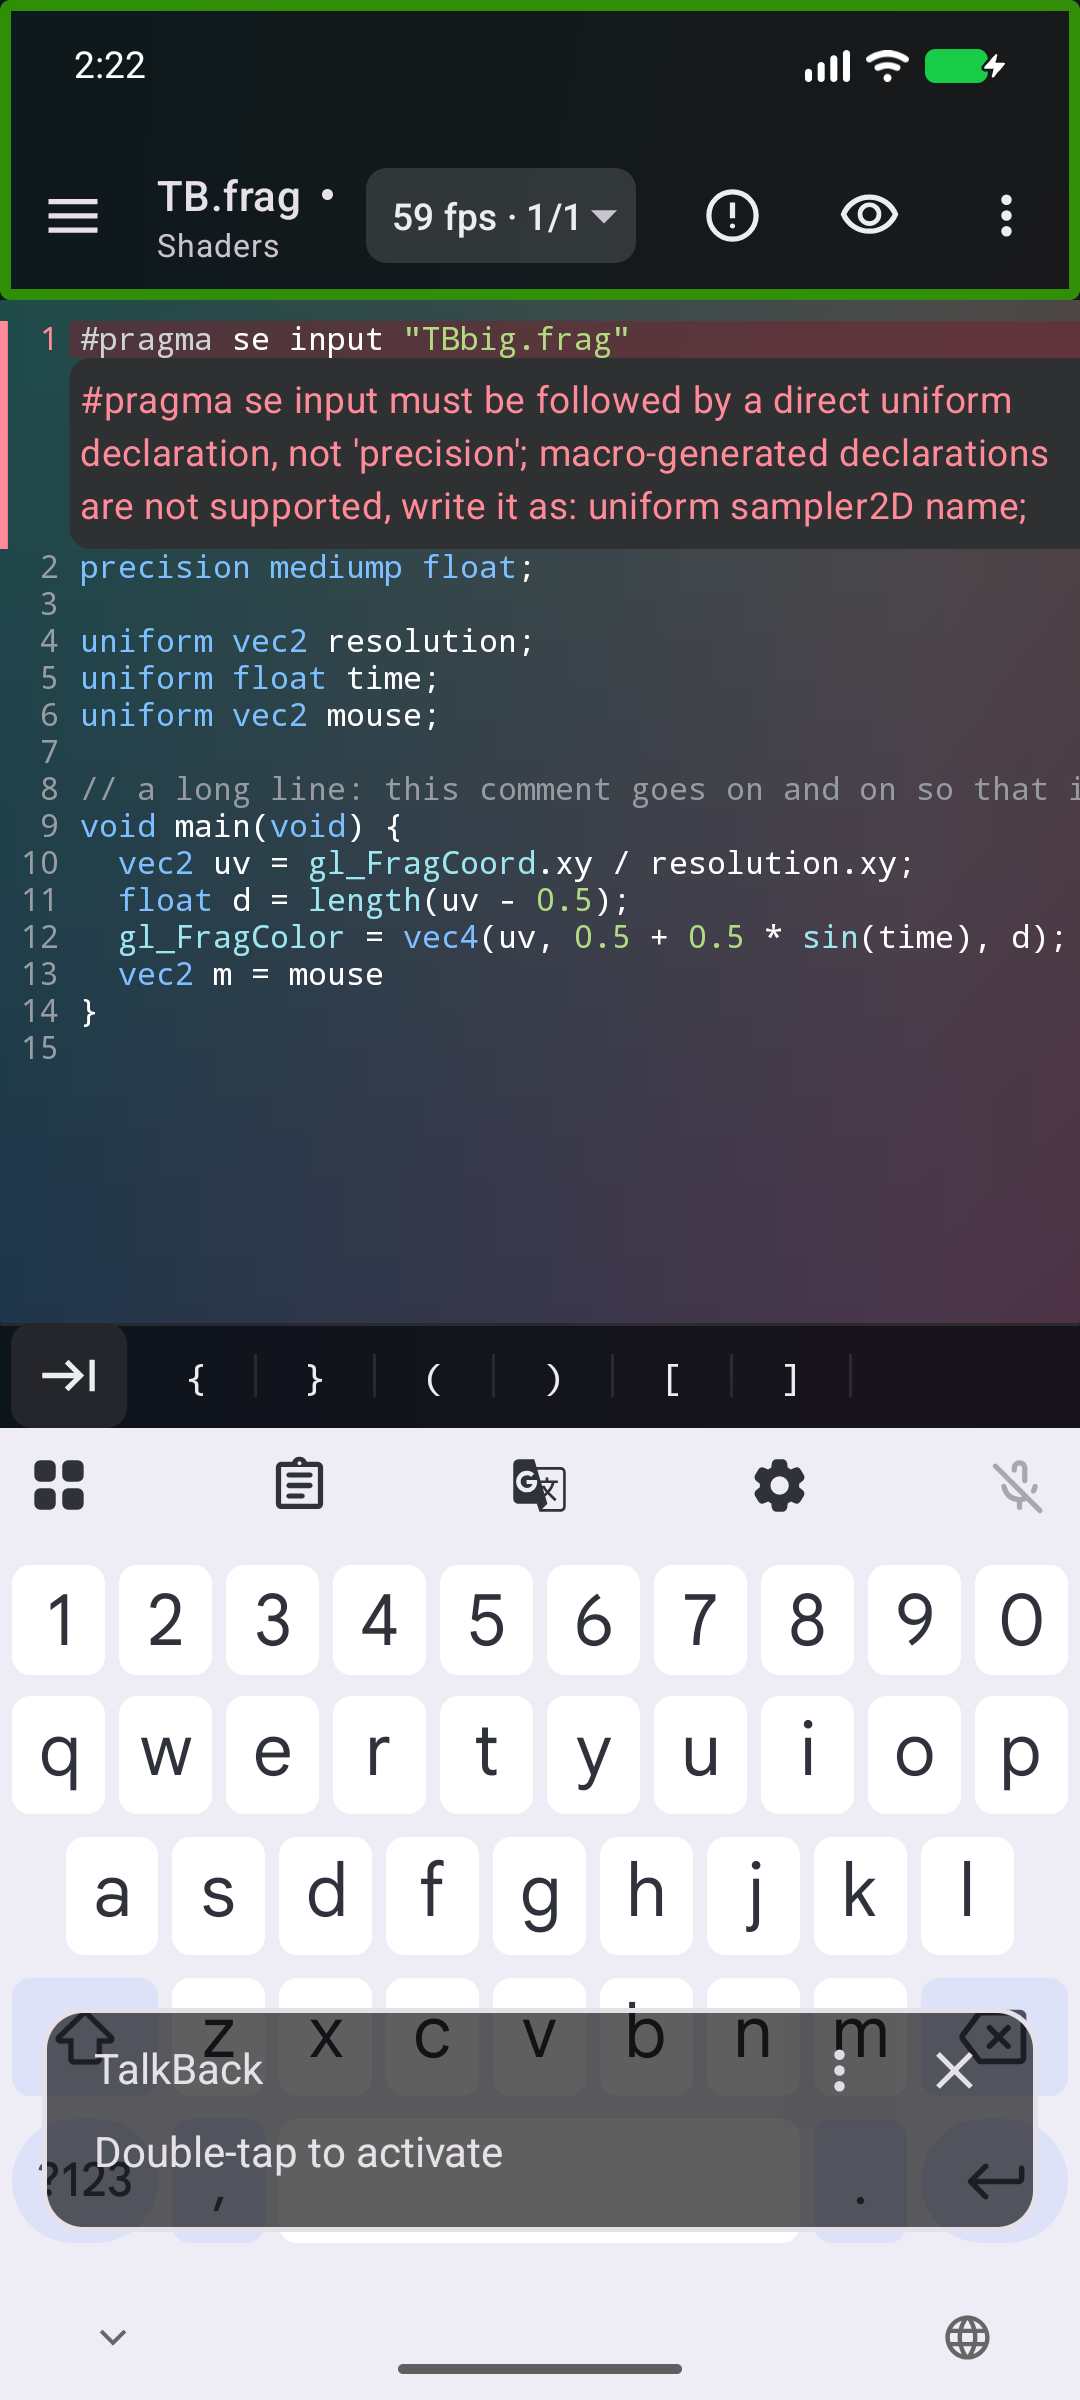 2:22
TB.frag •
Shaders
59 fps · 1/1
1 #pragma se input "TBbig.frag"
#pragma se input must be followed by a direct uniform
declaration, not 'precision'; macro-generated declarations
are not supported, write it as: uniform sampler2D name;
2 precision mediump float;
3
4 uniform vec2 resolution;
5 uniform float time;
6 uniform vec2 mouse;
7
8 // a long line: this comment goes on and on so that i
9 void main(void) {
10 vec2 uv = gl_FragCoord.xy / resolution.xy;
11 float d = length(uv - 0.5);
12 gl_FragColor = vec4(uv, 0.5 + 0.5 * sin(time), d);
13 vec2 m = mouse
14 }
15
{ } ( ) [ ]
1 2 3 4 5 6 7 8 9 0
q w e r t y u i o p
a s d f g h j k l
z x c v b n m
TalkBack
Double-tap to activate
?123 , .